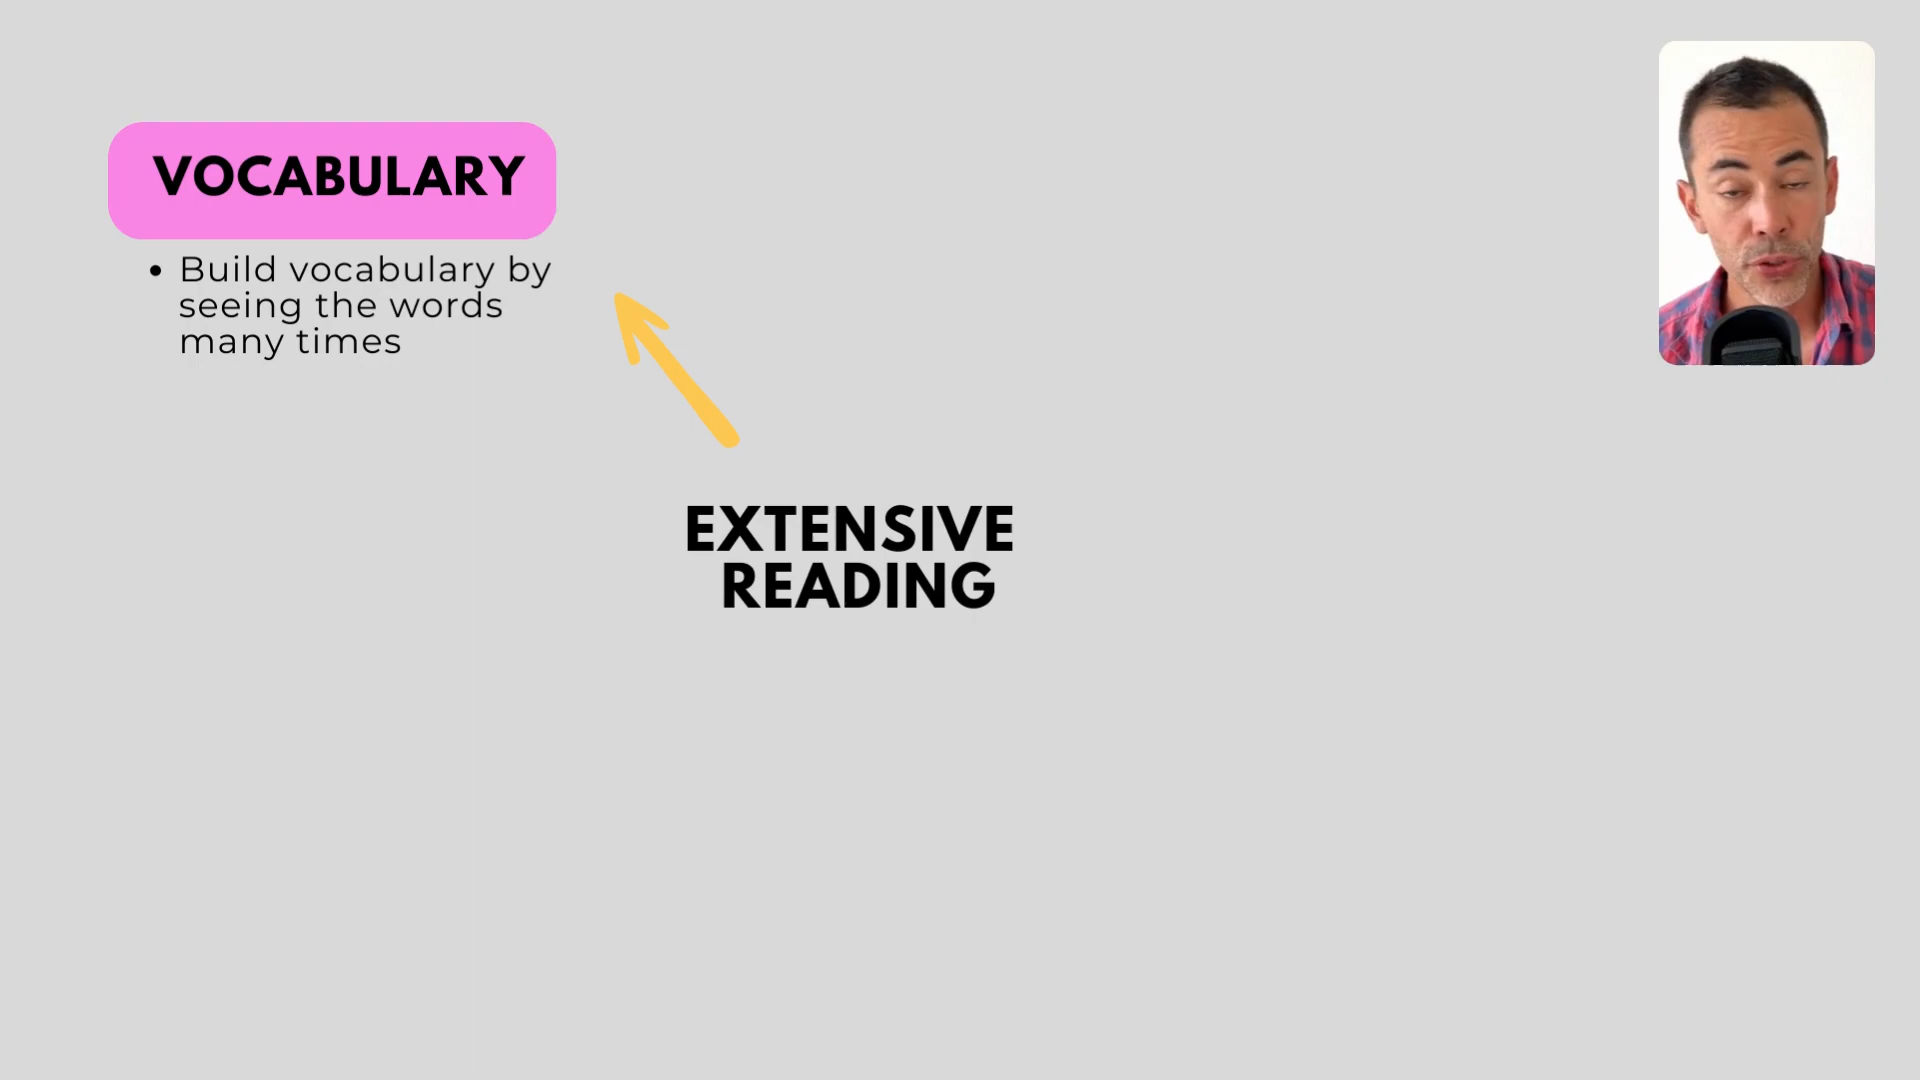 VOCABULARY
• Build vocabulary by
seeing the words
many times
EXTENSIVE
READING